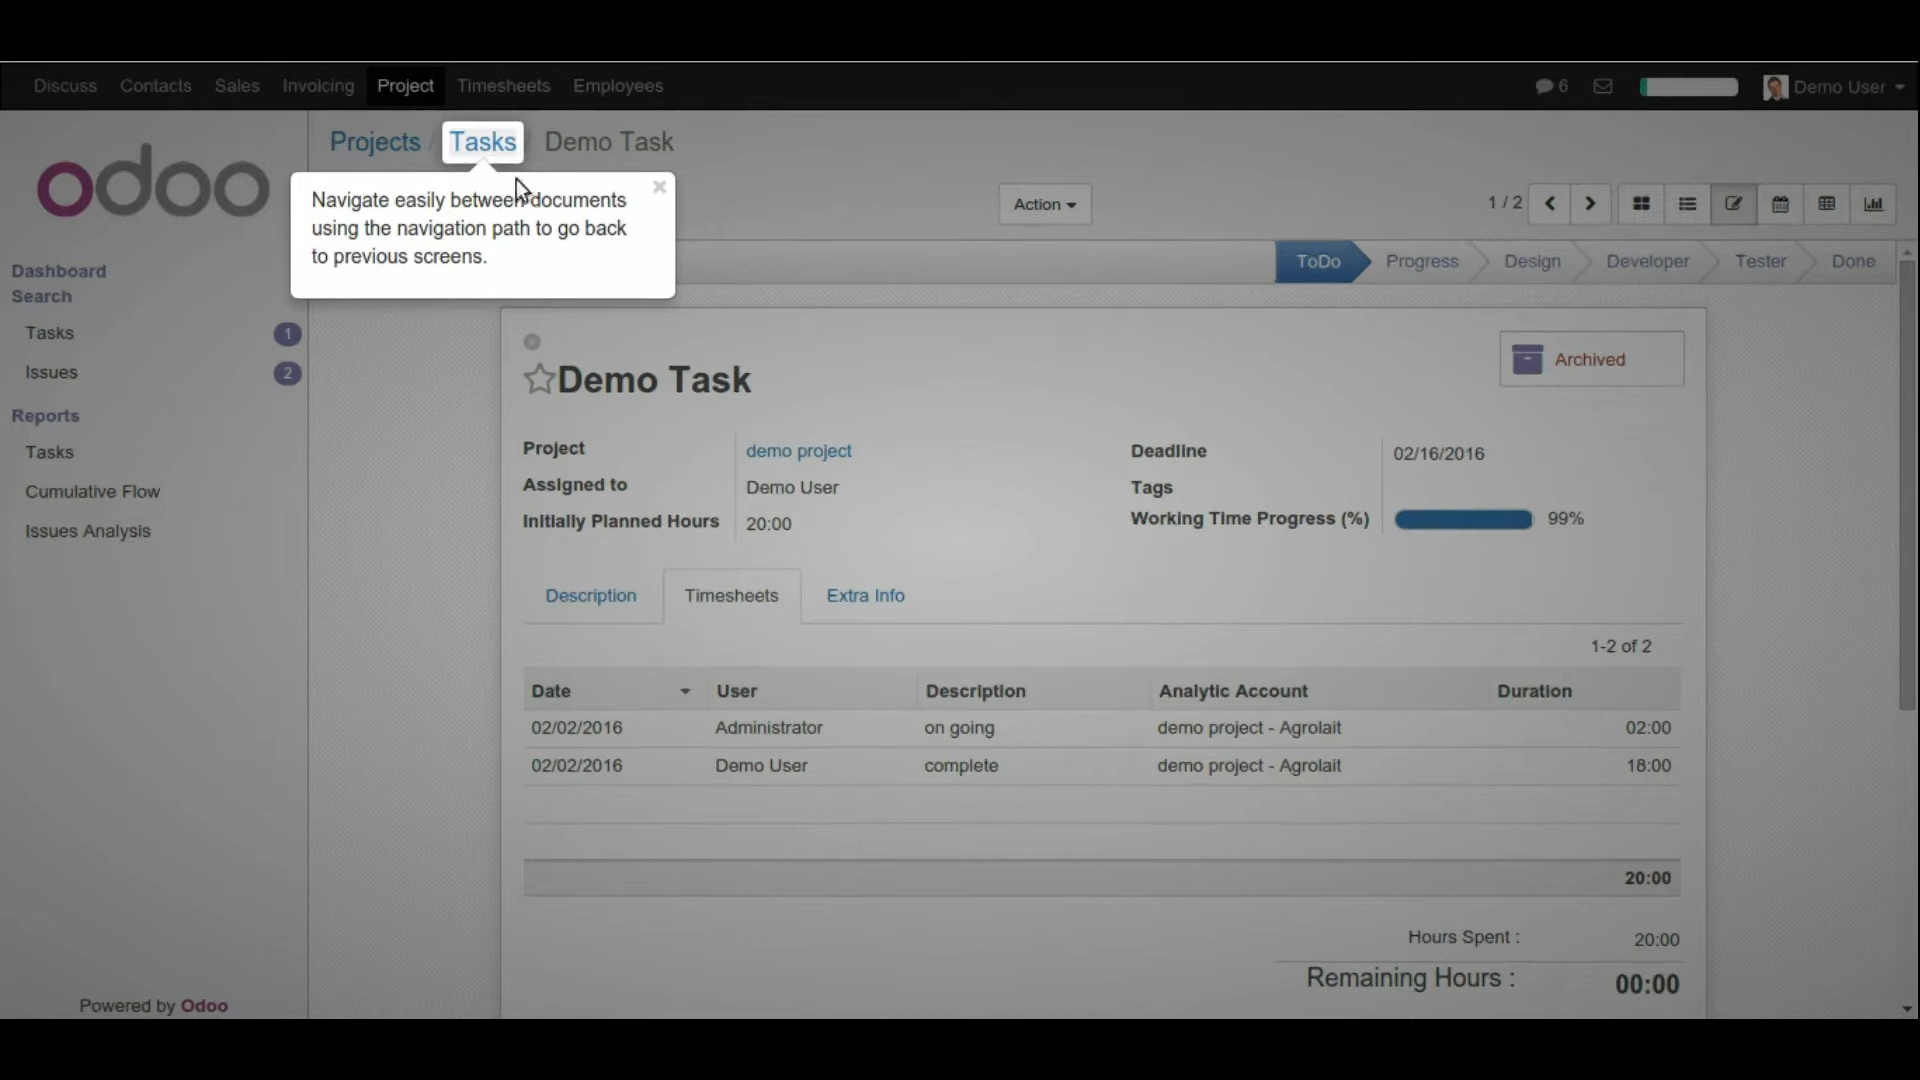 Discuss Contacts Sales Invoicing Project Timesheets Employees 6 Demo User
Projects / Tasks Demo Task
odoo
Navigate easily between documents
using the navigation path to go back
to previous screens.
×
Action
1 / 2
ToDo Progress Design Developer Tester Done
Dashboard
Search
Tasks 1
Issues 2
Reports
Tasks
Cumulative Flow
Issues Analysis
Powered by Odoo
Archived
Demo Task
Project demo project
Assigned to Demo User
Initially Planned Hours 20:00
Deadline 02/16/2016
Tags
Working Time Progress (%) 99%
Description Timesheets Extra Info
1-2 of 2
Date User Description Analytic Account Duration
02/02/2016 Administrator on going demo project - Agrolait 02:00
02/02/2016 Demo User complete demo project - Agrolait 18:00
20:00
Hours Spent : 20:00
Remaining Hours : 00:00